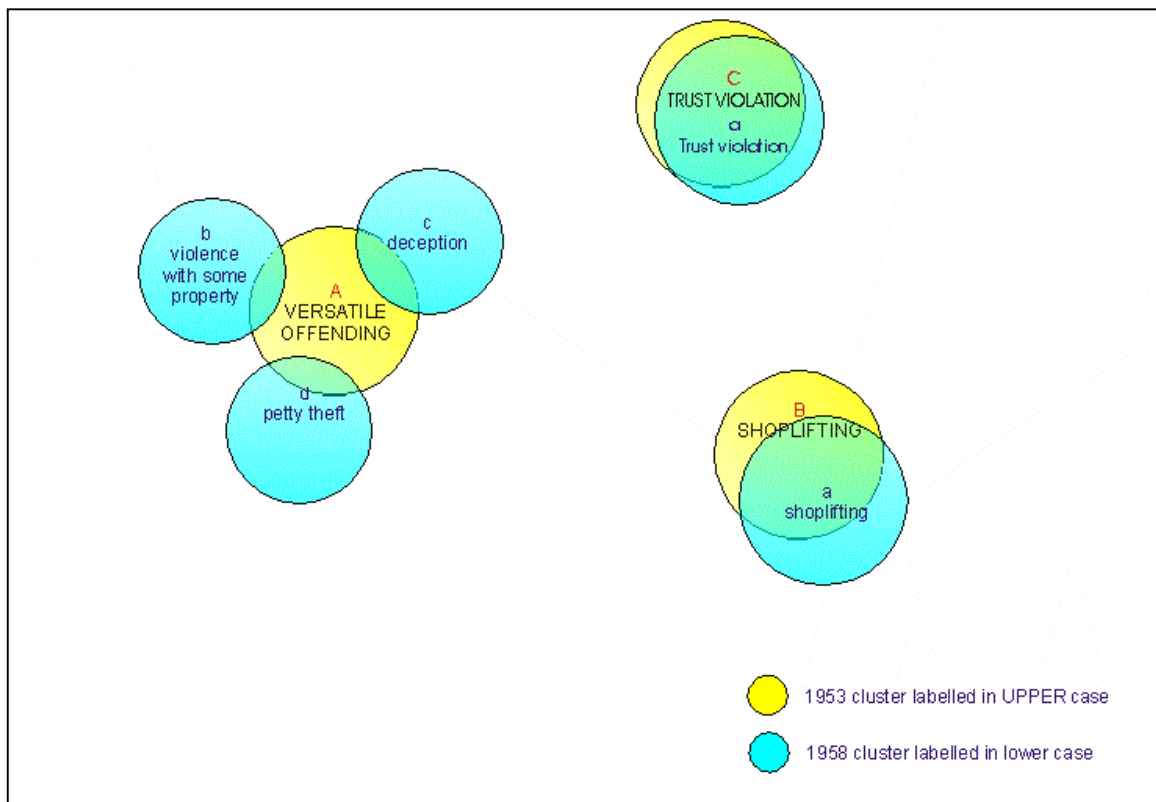 C
TRUST VIOLATION
a
Trust violation
b
violence
with some
property
c
deception
A
VERSATILE
OFFENDING
d
petty theft
B
SHOPLIFTING
a
shoplifting
1953 cluster labelled in UPPER case
1958 cluster labelled in lower case